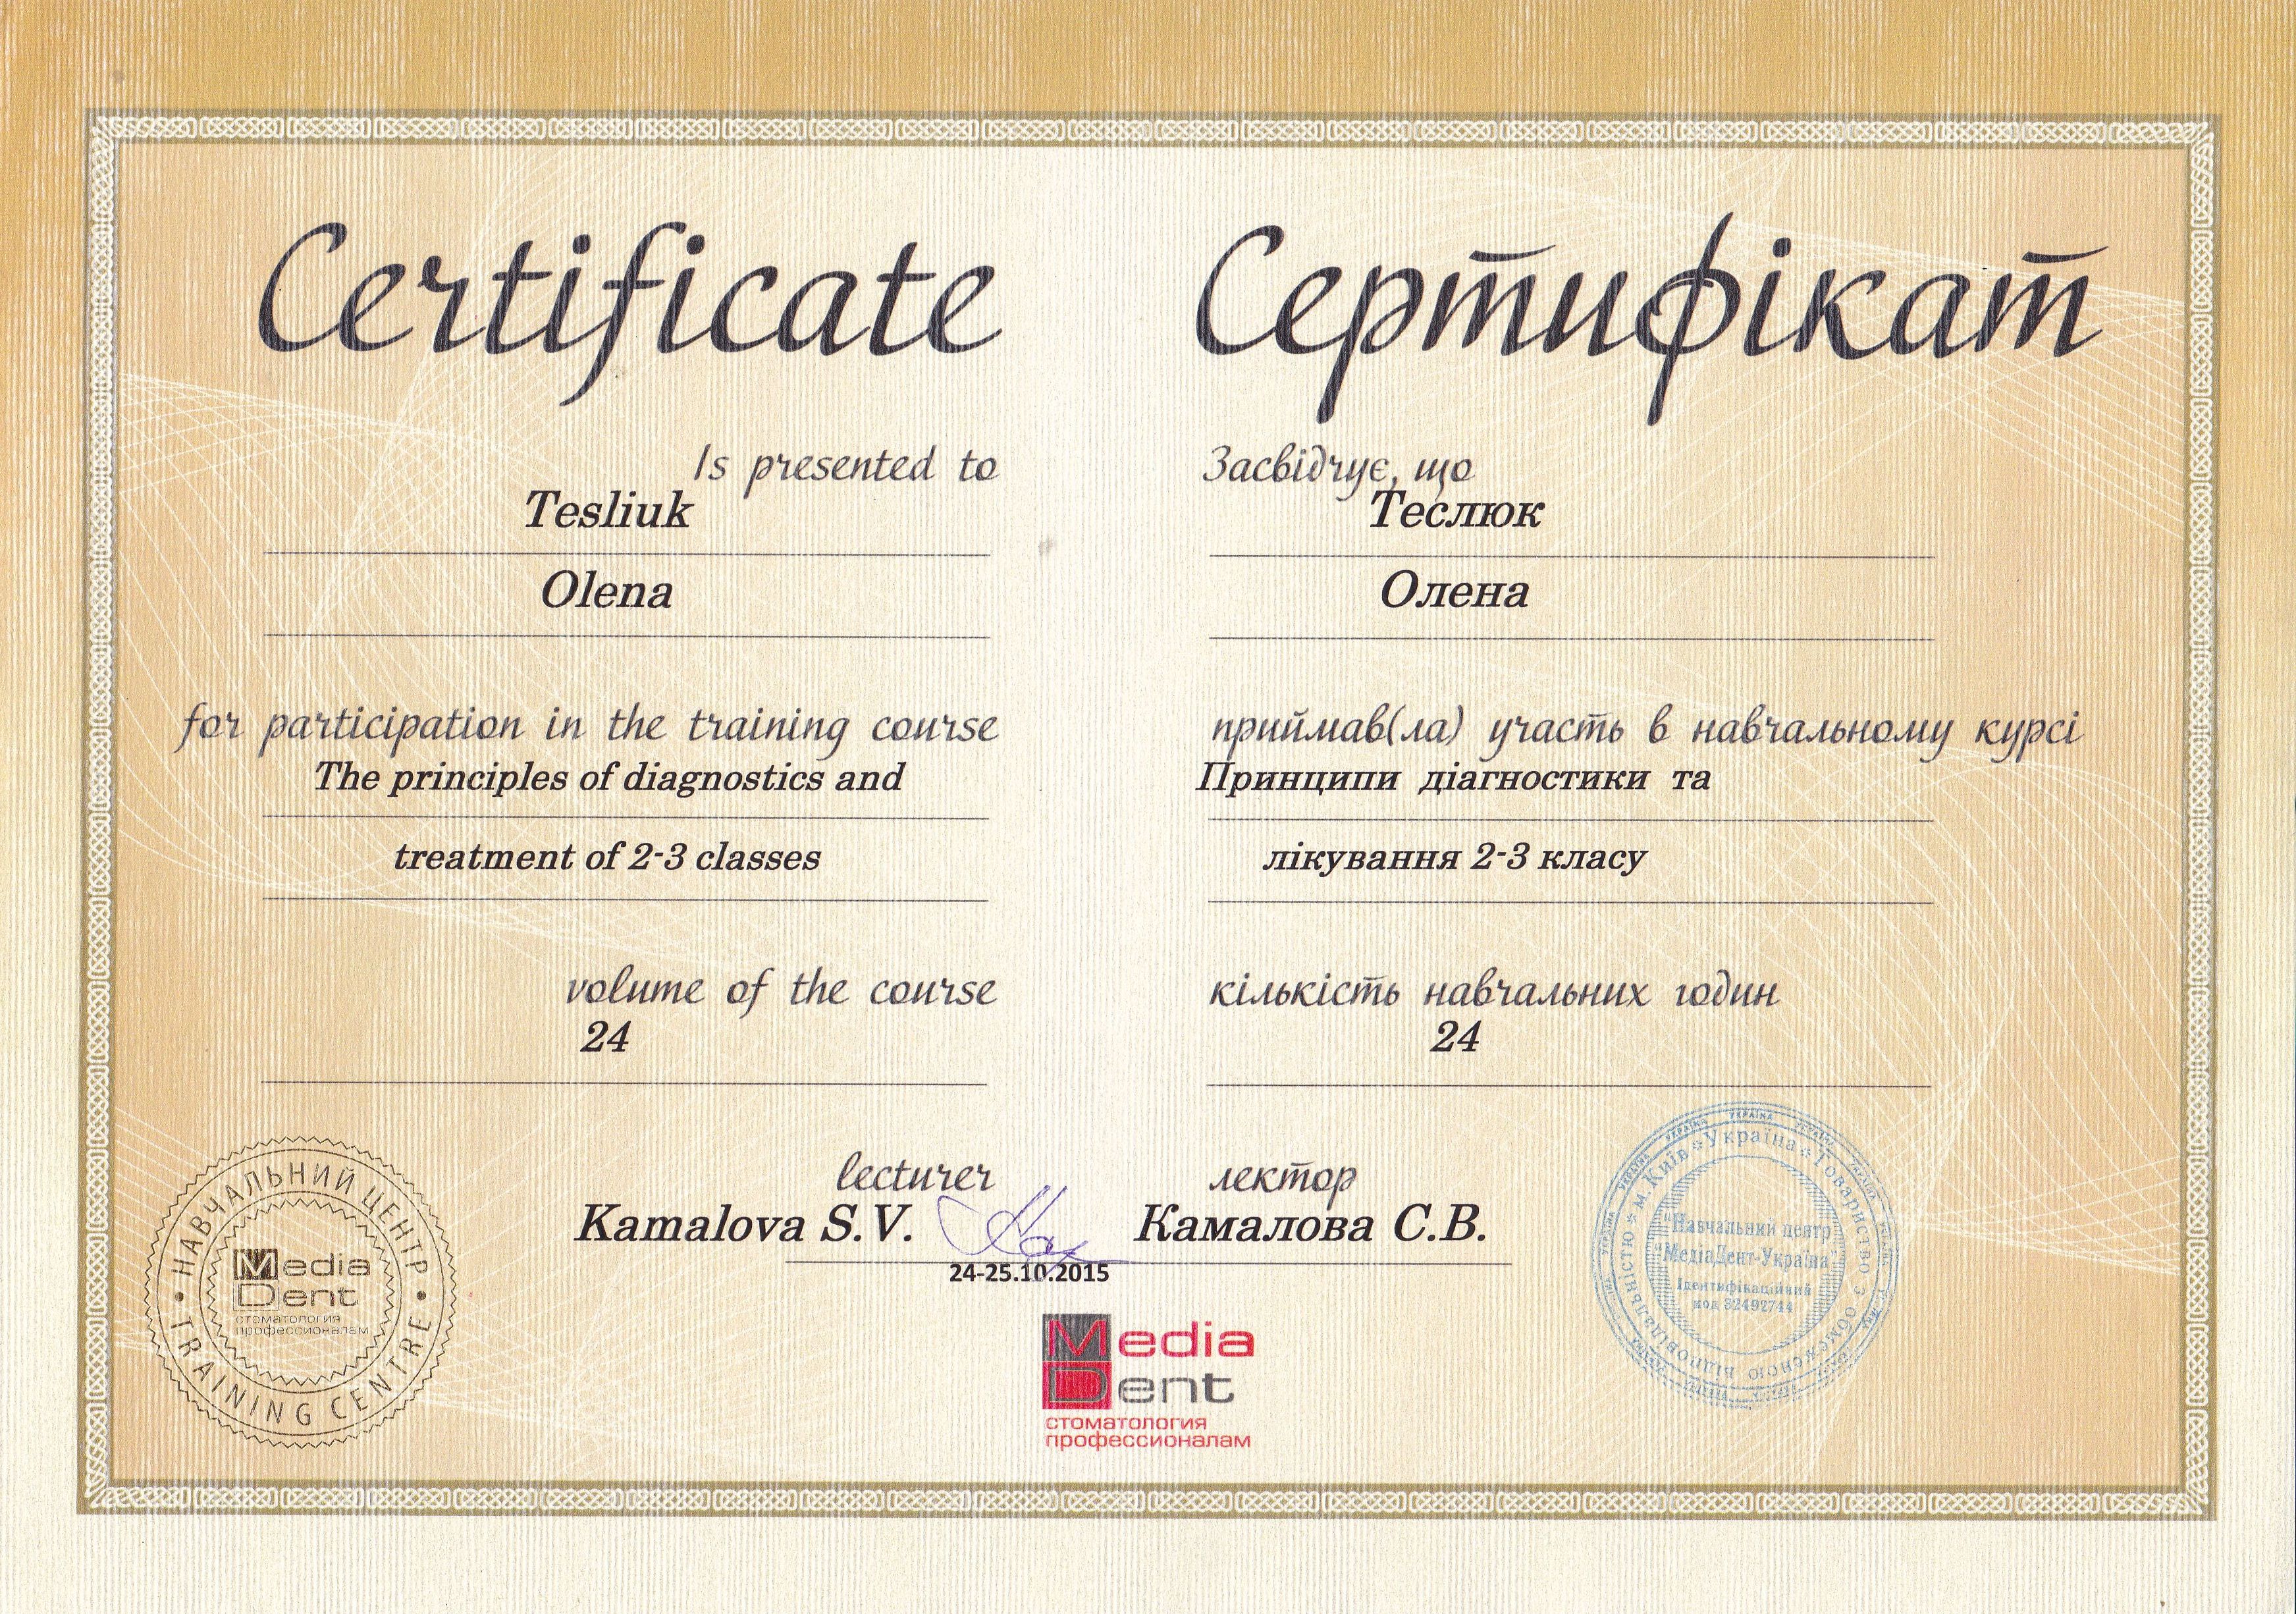 Certificate
Is presented to
Tesliuk
Olena
for participation in the training course
The principles of diagnostics and
treatment of 2-3 classes
volume of the course
24
lecturer
Kamalova S.V.
Сертифікат
Засвідчує, що
Теслюк
Олена
приймав(ла) участь в навчальному курсі
Принципи діагностики та
лікування 2-3 класу
кількість навчальних годин
24
лектор
Камалова С.В.
24-25.10.2015
НАВЧАЛЬНИЙ ЦЕНТР
Media
Dent
стоматология
профессионалам
TRAINING CENTRE
Media
Dent
стоматология
профессионалам
м. Київ * Україна * Товариство з обмеженою відповідальністю
"Навчальний центр
"МедіаДент-Україна"
Ідентифікаційний
код 32492744